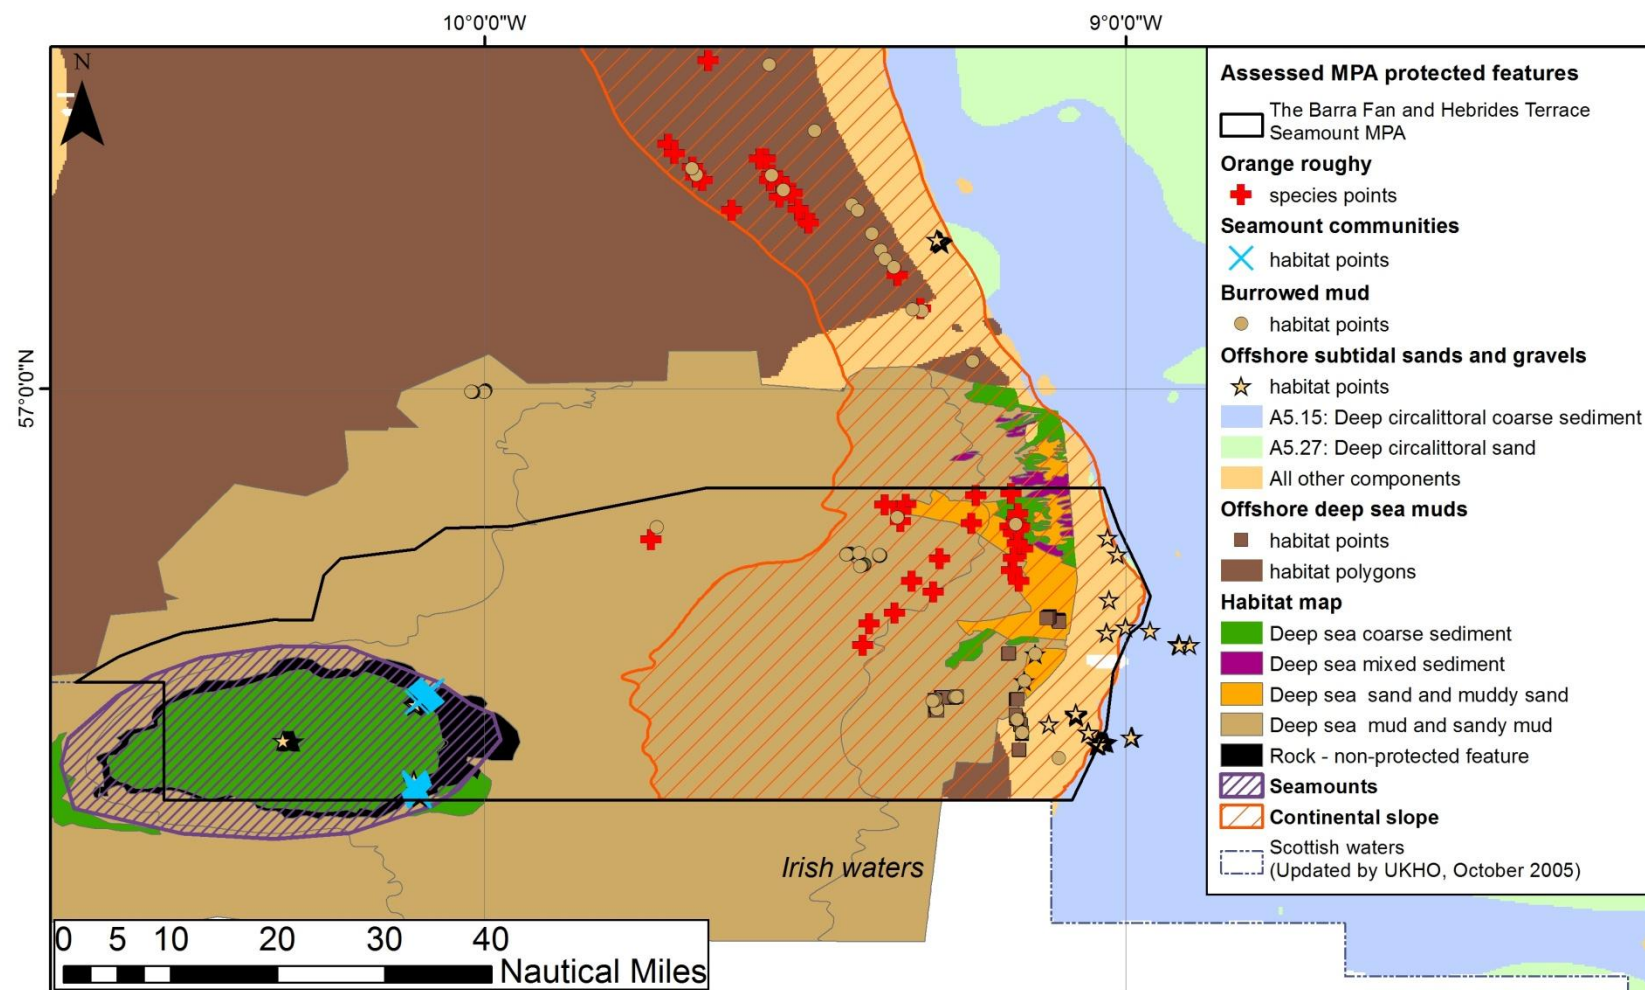 10°0'0"W
9°0'0"W
N
57°0'0"N
Assessed MPA protected features
The Barra Fan and Hebrides Terrace
Seamount MPA
Orange roughy
species points
Seamount communities
habitat points
Burrowed mud
habitat points
Offshore subtidal sands and gravels
habitat points
A5.15: Deep circalittoral coarse sediment
A5.27: Deep circalittoral sand
All other components
Offshore deep sea muds
habitat points
habitat polygons
Habitat map
Deep sea coarse sediment
Deep sea mixed sediment
Deep sea sand and muddy sand
Deep sea mud and sandy mud
Rock - non-protected feature
Seamounts
Continental slope
Scottish waters
(Updated by UKHO, October 2005)
Irish waters
0 5 10 20 30 40
Nautical Miles